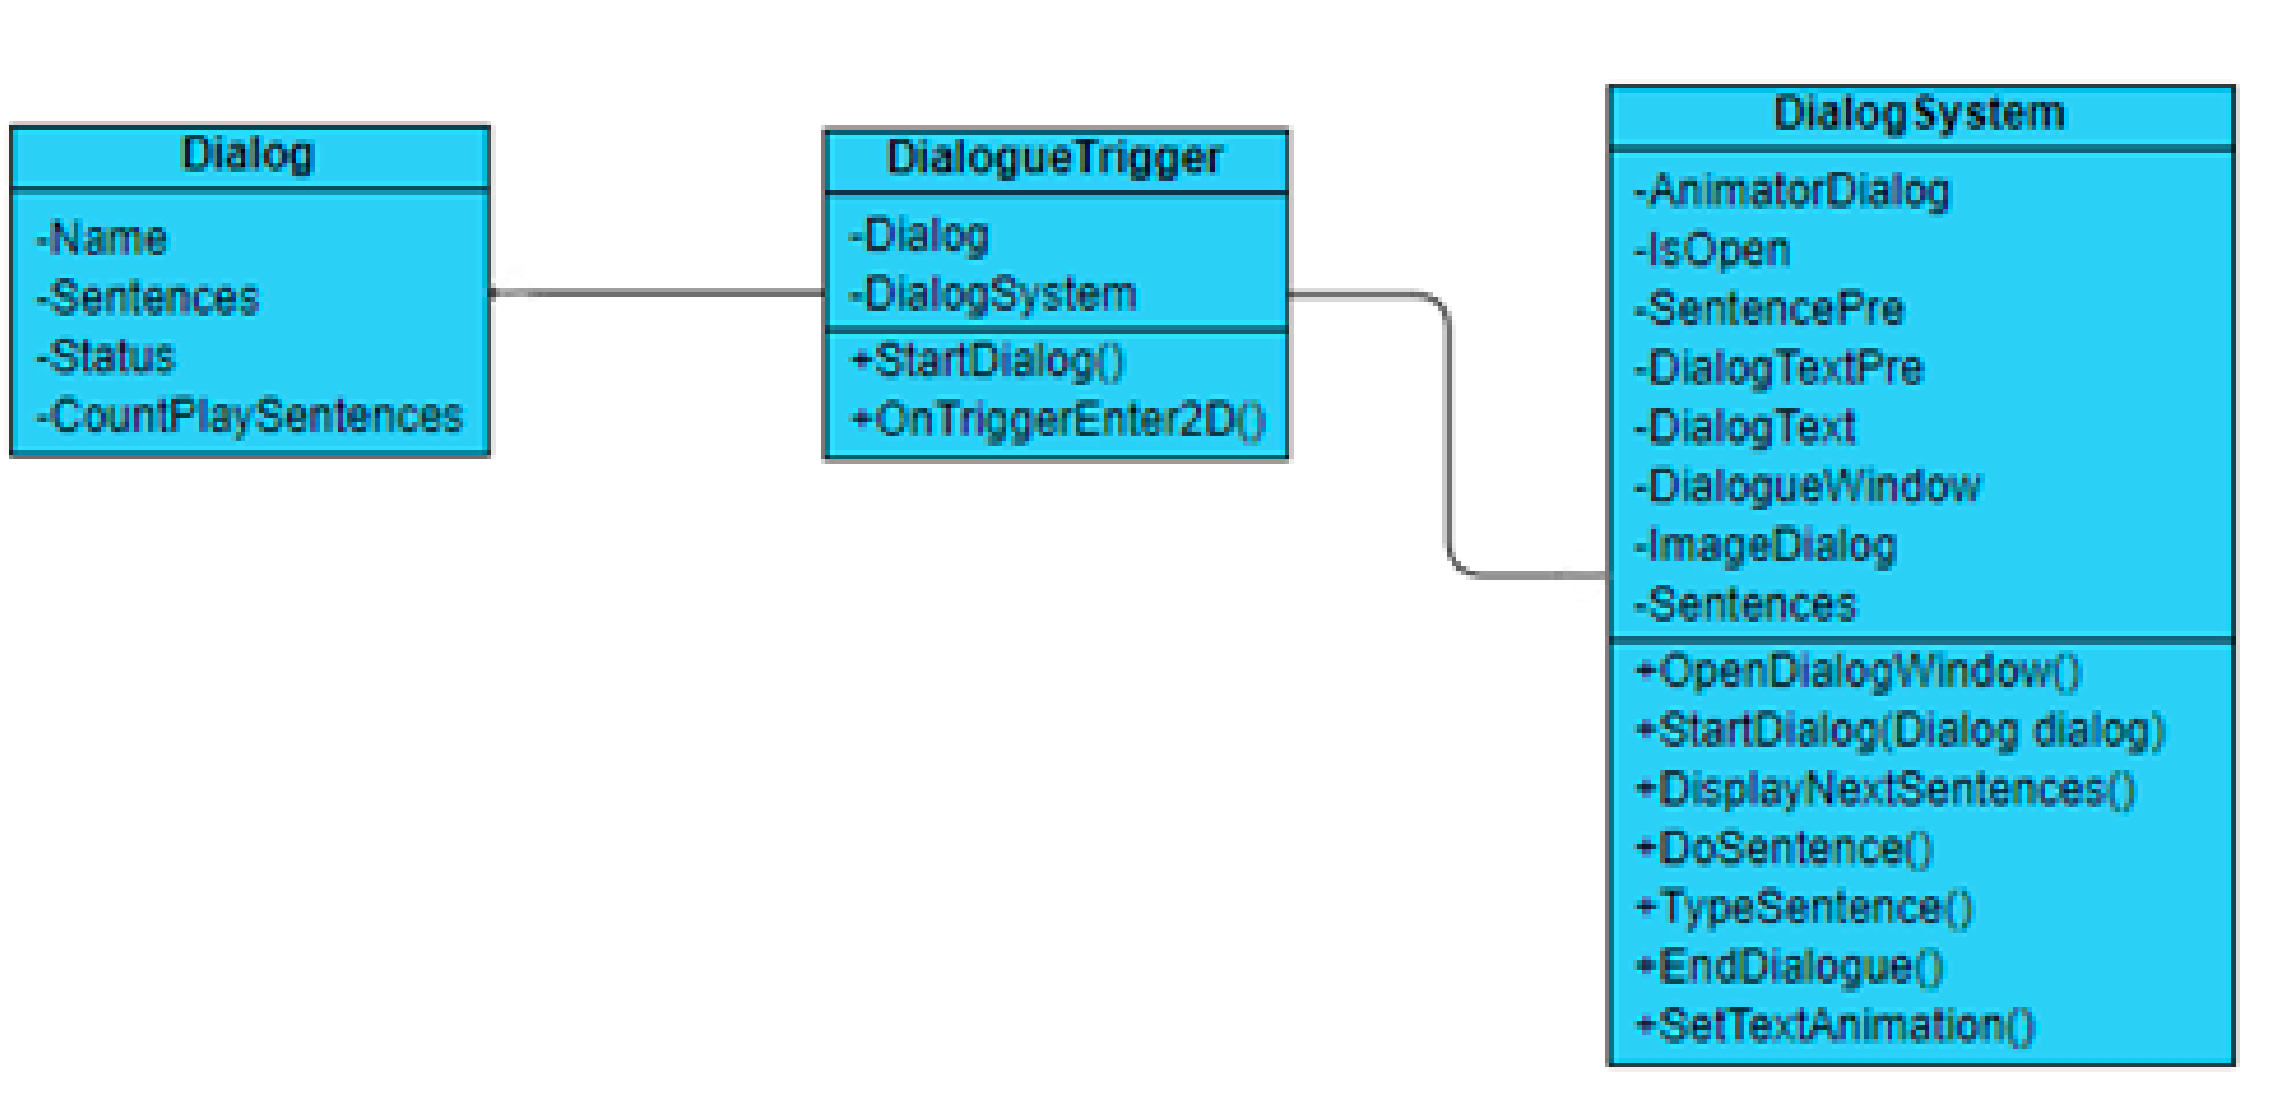 Dialog
-Name
-Sentences
-Status
-CountPlaySentences
DialogueTrigger
-Dialog
-DialogSystem
+StartDialog()
+OnTriggerEnter2D()
DialogSystem
-AnimatorDialog
-IsOpen
-SentencePre
-DialogTextPre
-DialogText
-DialogueWindow
-ImageDialog
-Sentences
+OpenDialogWindow()
+StartDialog(Dialog dialog)
+DisplayNextSentences()
+DoSentence()
+TypeSentence()
+EndDialogue()
+SetTextAnimation()